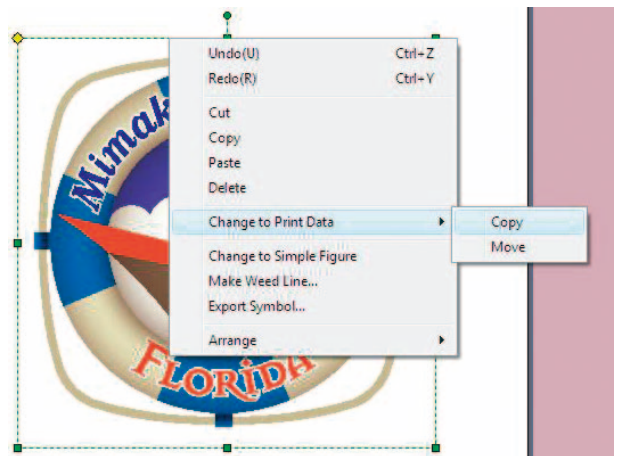 Undo(U) Ctrl+Z
Redo(R) Ctrl+Y
Cut
Copy
Paste
Delete
Change to Print Data
Copy
Move
Change to Simple Figure
Make Weed Line...
Export Symbol...
Arrange
FLORIDA